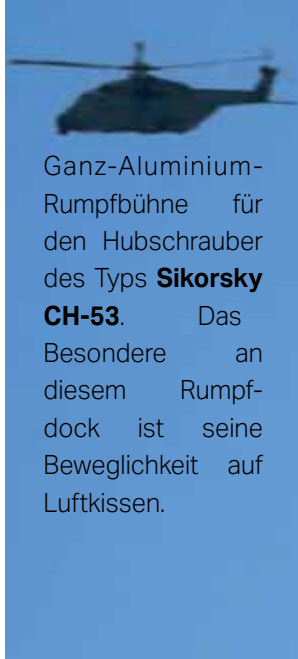 Ganz-Aluminium-
Rumpfbühne für
den Hubschrauber
des Typs Sikorsky
CH-53. Das
Besondere an
diesem Rumpf-
dock ist seine
Beweglichkeit auf
Luftkissen.